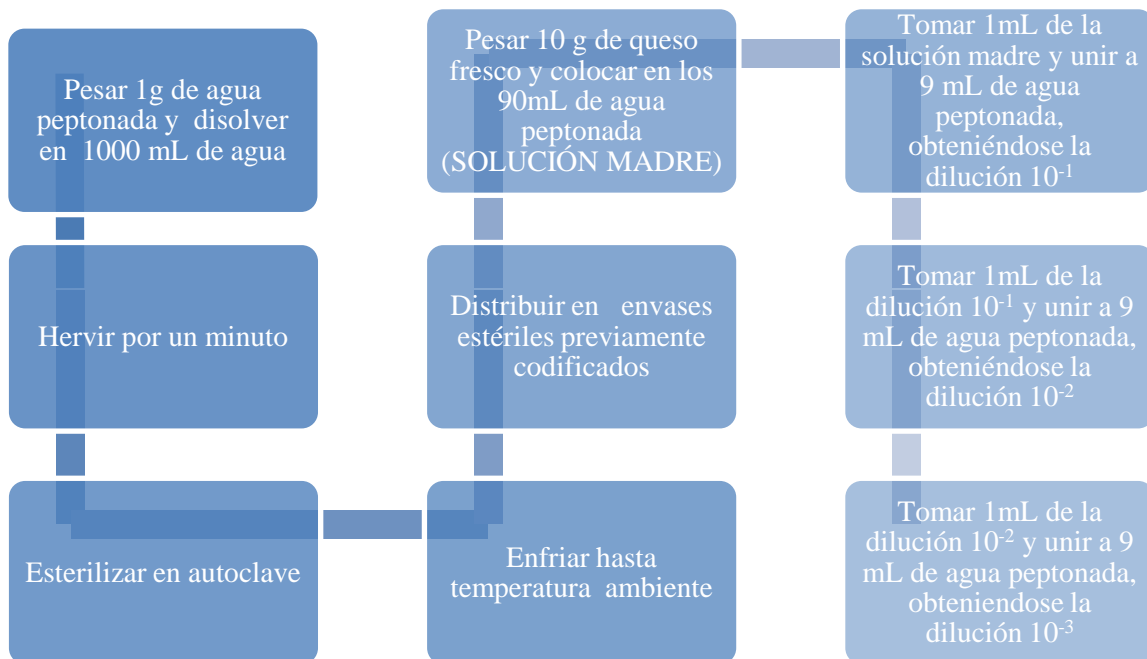 Pesar 1g de agua
peptonada y disolver
en 1000 mL de agua
Hervir por un minuto
Esterilizar en autoclave
Enfriar hasta
temperatura ambiente
Distribuir en envases
estériles previamente
codificados
Pesar 10 g de queso
fresco y colocar en los
90mL de agua
peptonada
(SOLUCIÓN MADRE)
Tomar 1mL de la
solución madre y unir a
9 mL de agua
peptonada,
obteniéndose la
dilución 10⁻¹
Tomar 1mL de la
dilución 10⁻¹ y unir a 9
mL de agua peptonada,
obteniéndose la
dilución 10⁻²
Tomar 1mL de la
dilución 10⁻² y unir a 9
mL de agua peptonada,
obteniendose la
dilución 10⁻³